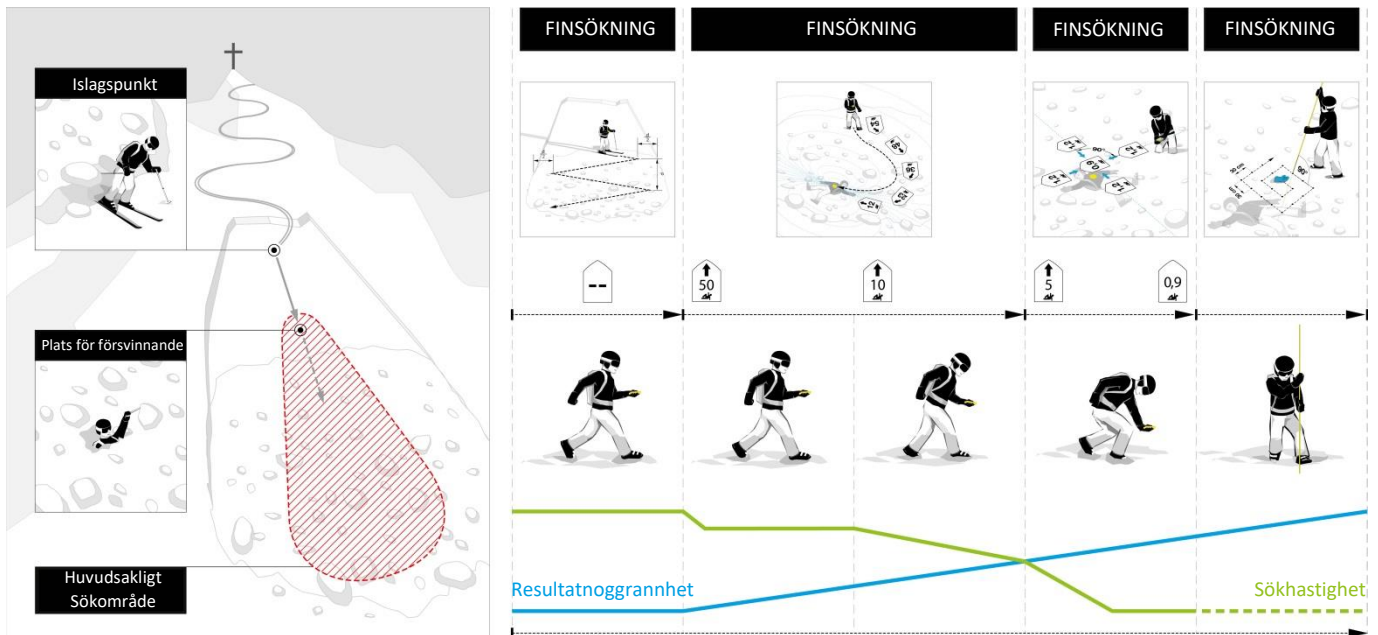 Islagspunkt
Plats för försvinnande
Huvudsakligt
Sökområde
FINSÖKNING
FINSÖKNING
FINSÖKNING
FINSÖKNING
--
50
10
5
0,9
Resultatnoggrannhet
Sökhastighet